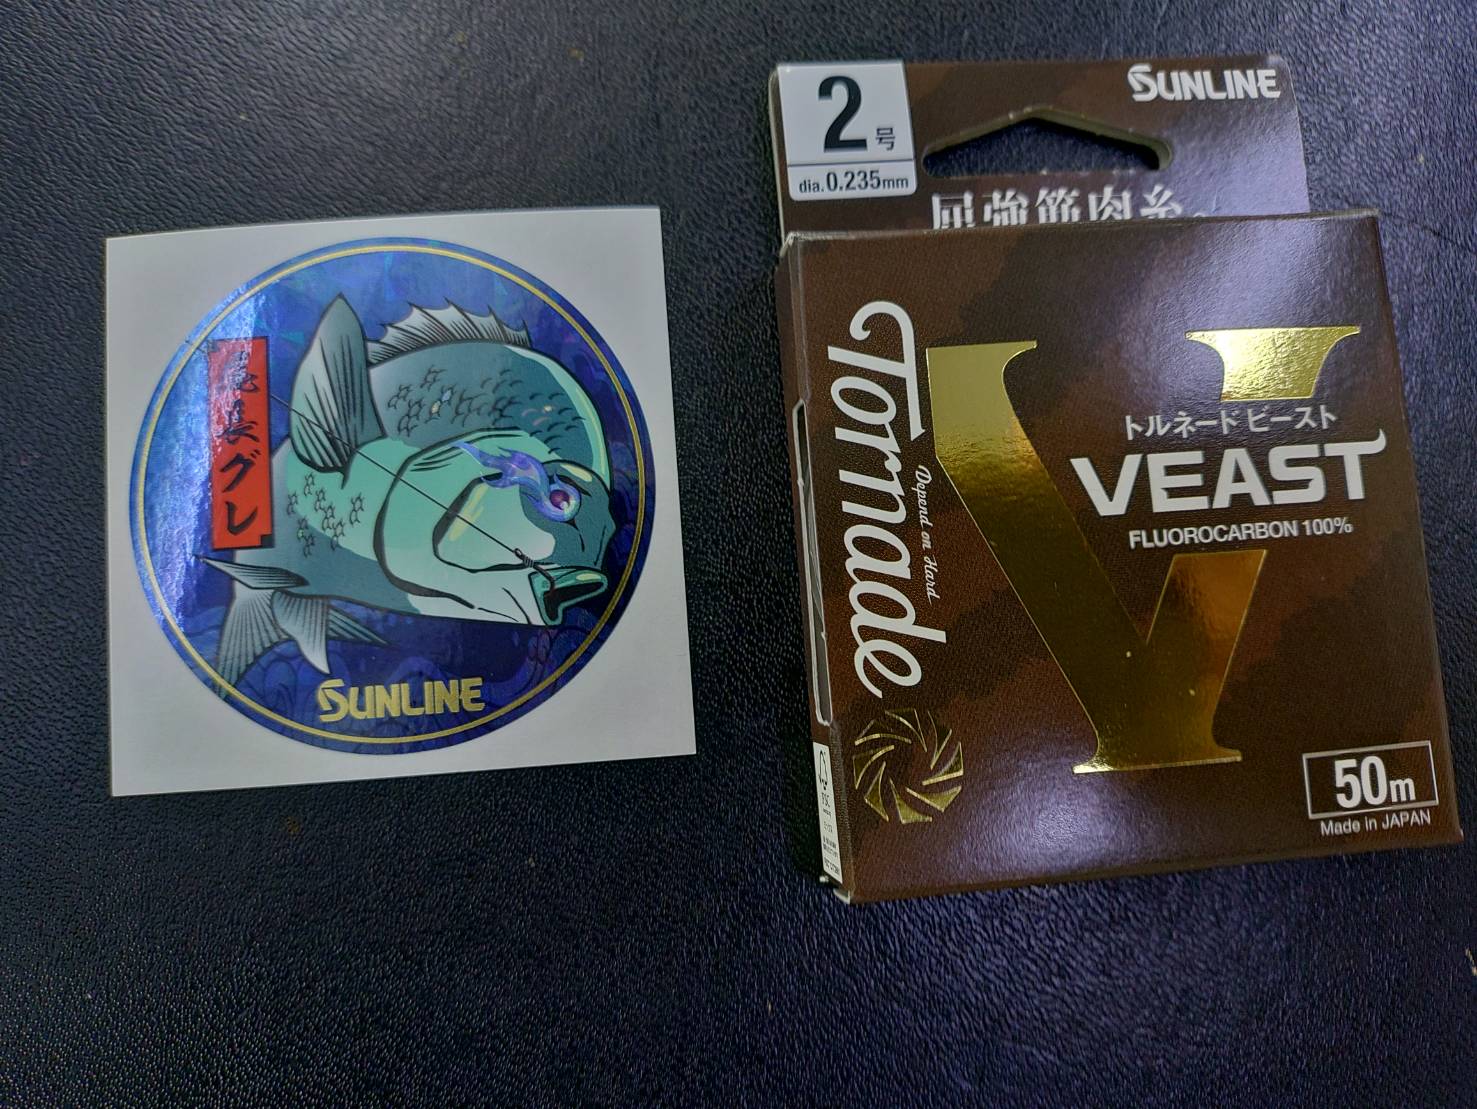 尾長グレ
SUNLINE
2号
dia.0.235mm
SUNLINE
屈強筋肉糸。
Tornado
Depend on Hard.
トルネード ビースト
VEAST
FLUOROCARBON 100%
50m
Made in JAPAN